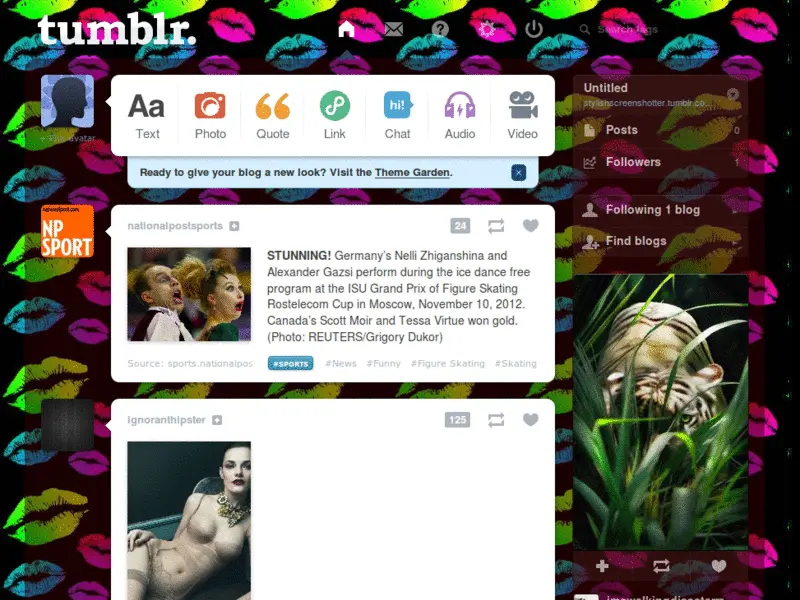 tumblr.
Search tags
Aa
hi!
Text Photo Quote Link Chat Audio Video
Ready to give your blog a new look? Visit the Theme Garden.
Untitled
stylishscreenshotter.tumblr.co...
Posts 0
Followers 1
Following 1 blog
Find blogs
nationalpost.com
NP
SPORT
nationalpostsports 24
STUNNING! Germany's Nelli Zhiganshina and
Alexander Gazsi perform during the ice dance free
program at the ISU Grand Prix of Figure Skating
Rostelecom Cup in Moscow, November 10, 2012.
Canada's Scott Moir and Tessa Virtue won gold.
(Photo: REUTERS/Grigory Dukor)
Source: sports.nationalpos
#SPORTS #News #Funny #Figure Skating #Skating
ignoranthipster 125